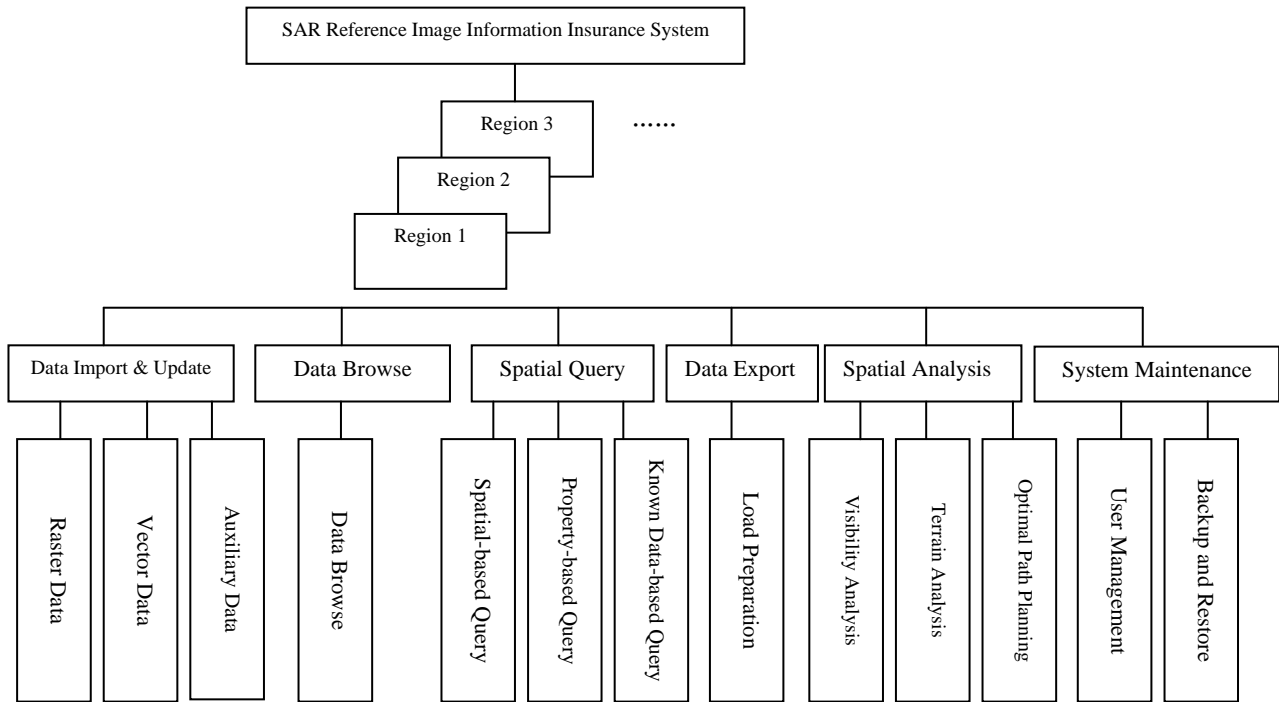 SAR Reference Image Information Insurance System
Region 3
......
Region 2
Region 1
Data Import & Update
Data Browse
Spatial Query
Data Export
Spatial Analysis
System Maintenance
Raster Data
Vector Data
Auxiliary Data
Data Browse
Spatial-based Query
Property-based Query
Known Data-based Query
Load Preparation
Visibility Analysis
Terrain Analysis
Optimal Path Planning
User Management
Backup and Restore